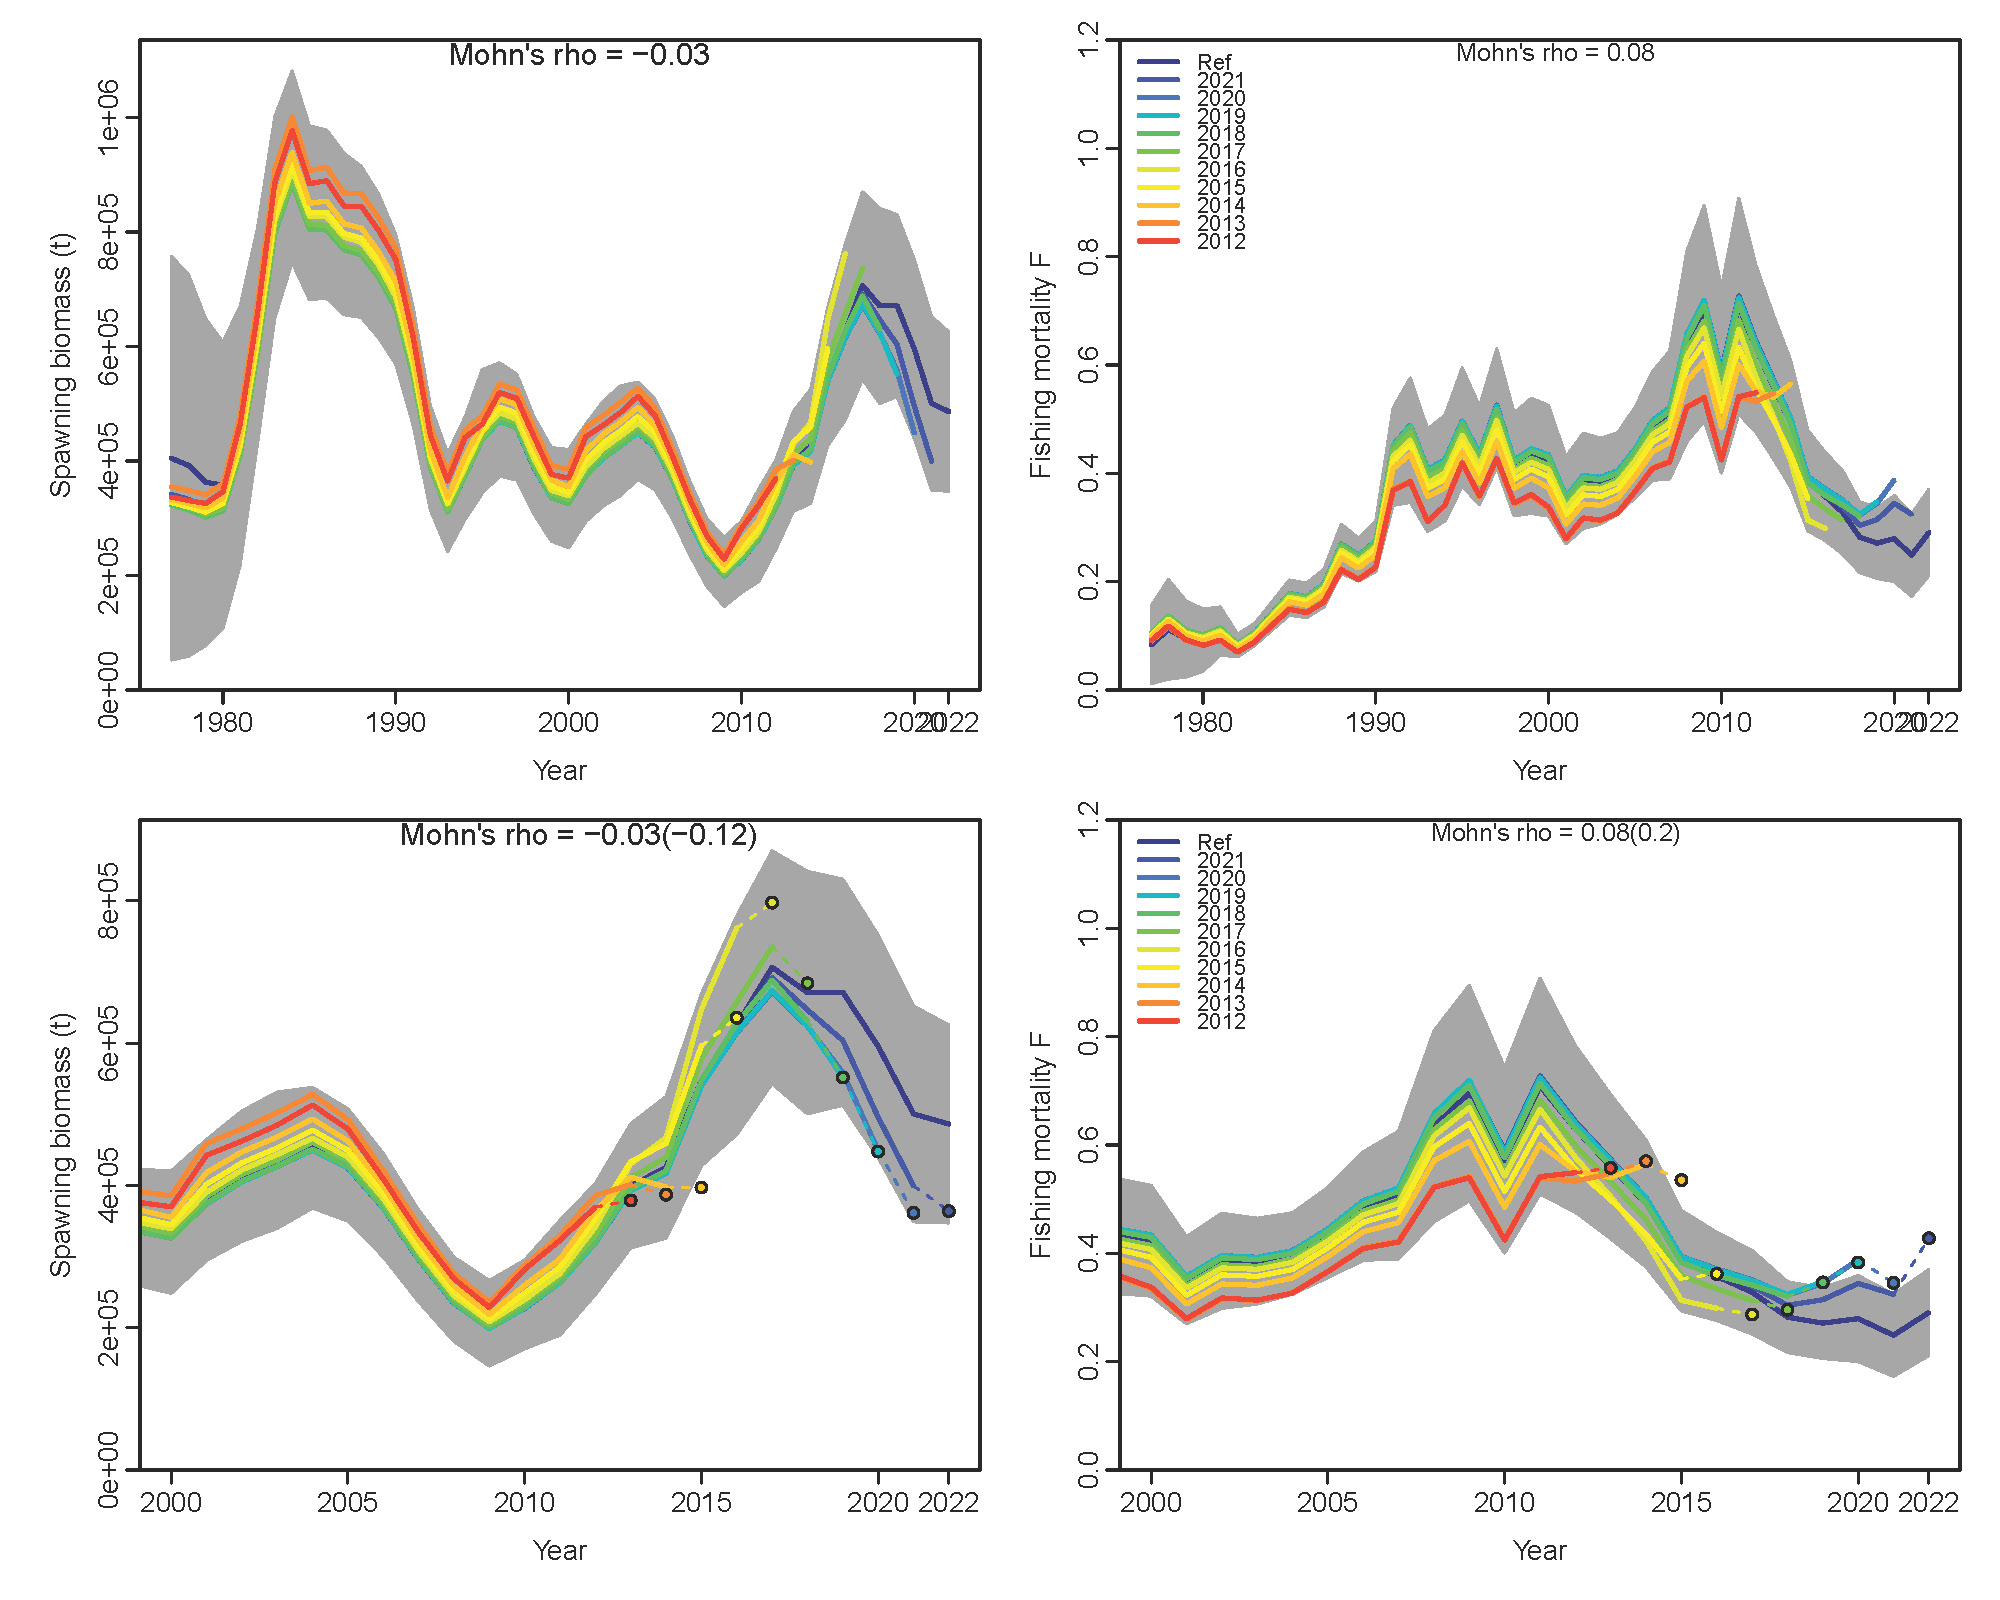 Mohn's rho = −0.03
Spawning biomass (t)
0e+00 2e+05 4e+05 6e+05 8e+05 1e+06
1980 1990 2000 2010 2020 2022
Year
Mohn's rho = 0.08
Ref
2021
2020
2019
2018
2017
2016
2015
2014
2013
2012
Fishing mortality F
0.0 0.2 0.4 0.6 0.8 1.0 1.2
1980 1990 2000 2010 2020 2022
Year
Mohn's rho = −0.03(−0.12)
Spawning biomass (t)
0e+00 2e+05 4e+05 6e+05 8e+05
2000 2005 2010 2015 2020 2022
Year
Mohn's rho = 0.08(0.2)
Ref
2021
2020
2019
2018
2017
2016
2015
2014
2013
2012
Fishing mortality F
0.0 0.2 0.4 0.6 0.8 1.0 1.2
2000 2005 2010 2015 2020 2022
Year